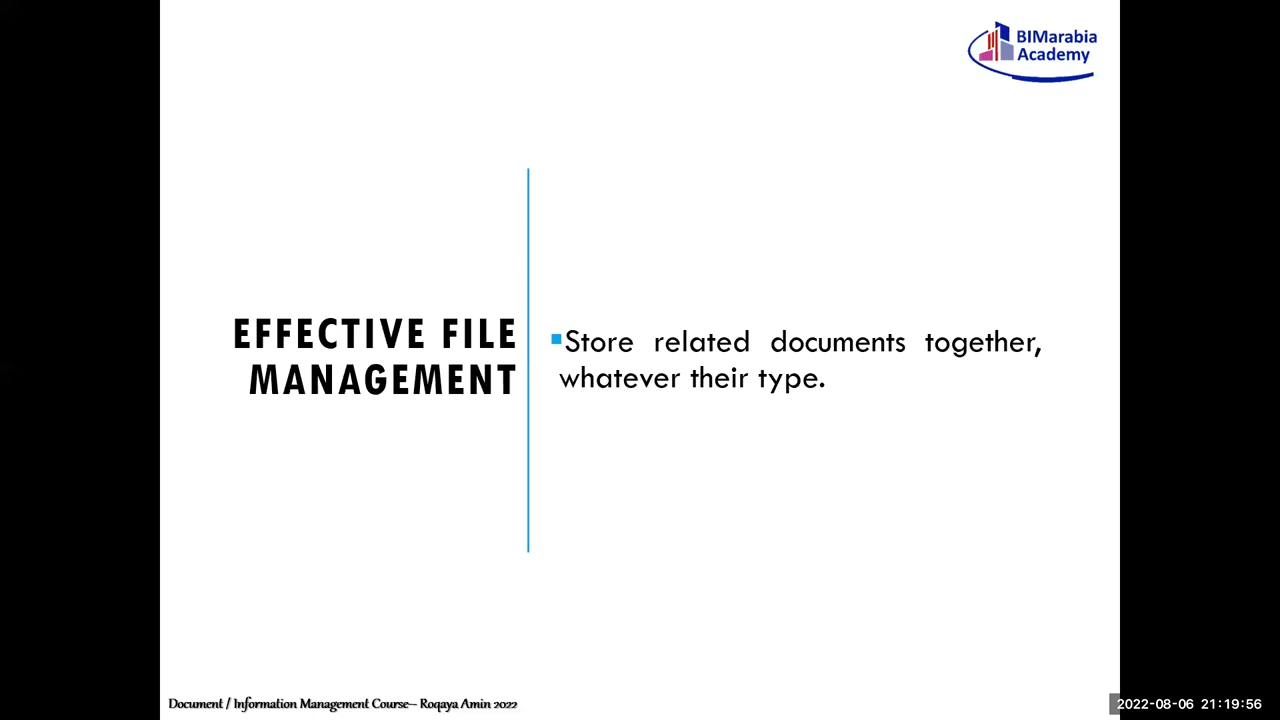 BIMarabia
Academy
EFFECTIVE FILE
MANAGEMENT
▪Store related documents together,
whatever their type.
Document / Information Management Course– Roqaya Amin 2022
2022-08-06 21:19:56